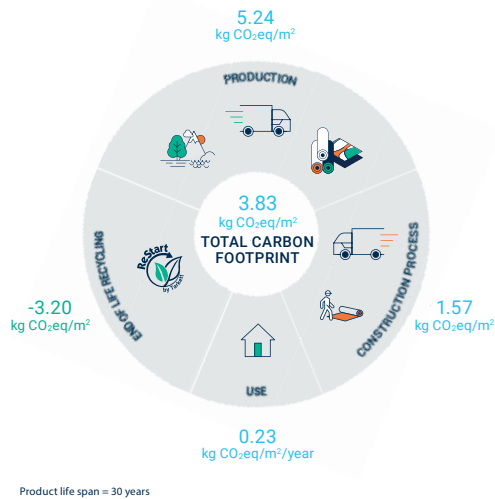 5.24
kg CO₂eq/m²
PRODUCTION
3.83
kg CO₂eq/m²
TOTAL CARBON
FOOTPRINT
ReStart
by Tarkett
END OF LIFE RECYCLING
-3.20
kg CO₂eq/m²
CONSTRUCTION PROCESS
1.57
kg CO₂eq/m²
USE
0.23
kg CO₂eq/m²/year
Product life span = 30 years